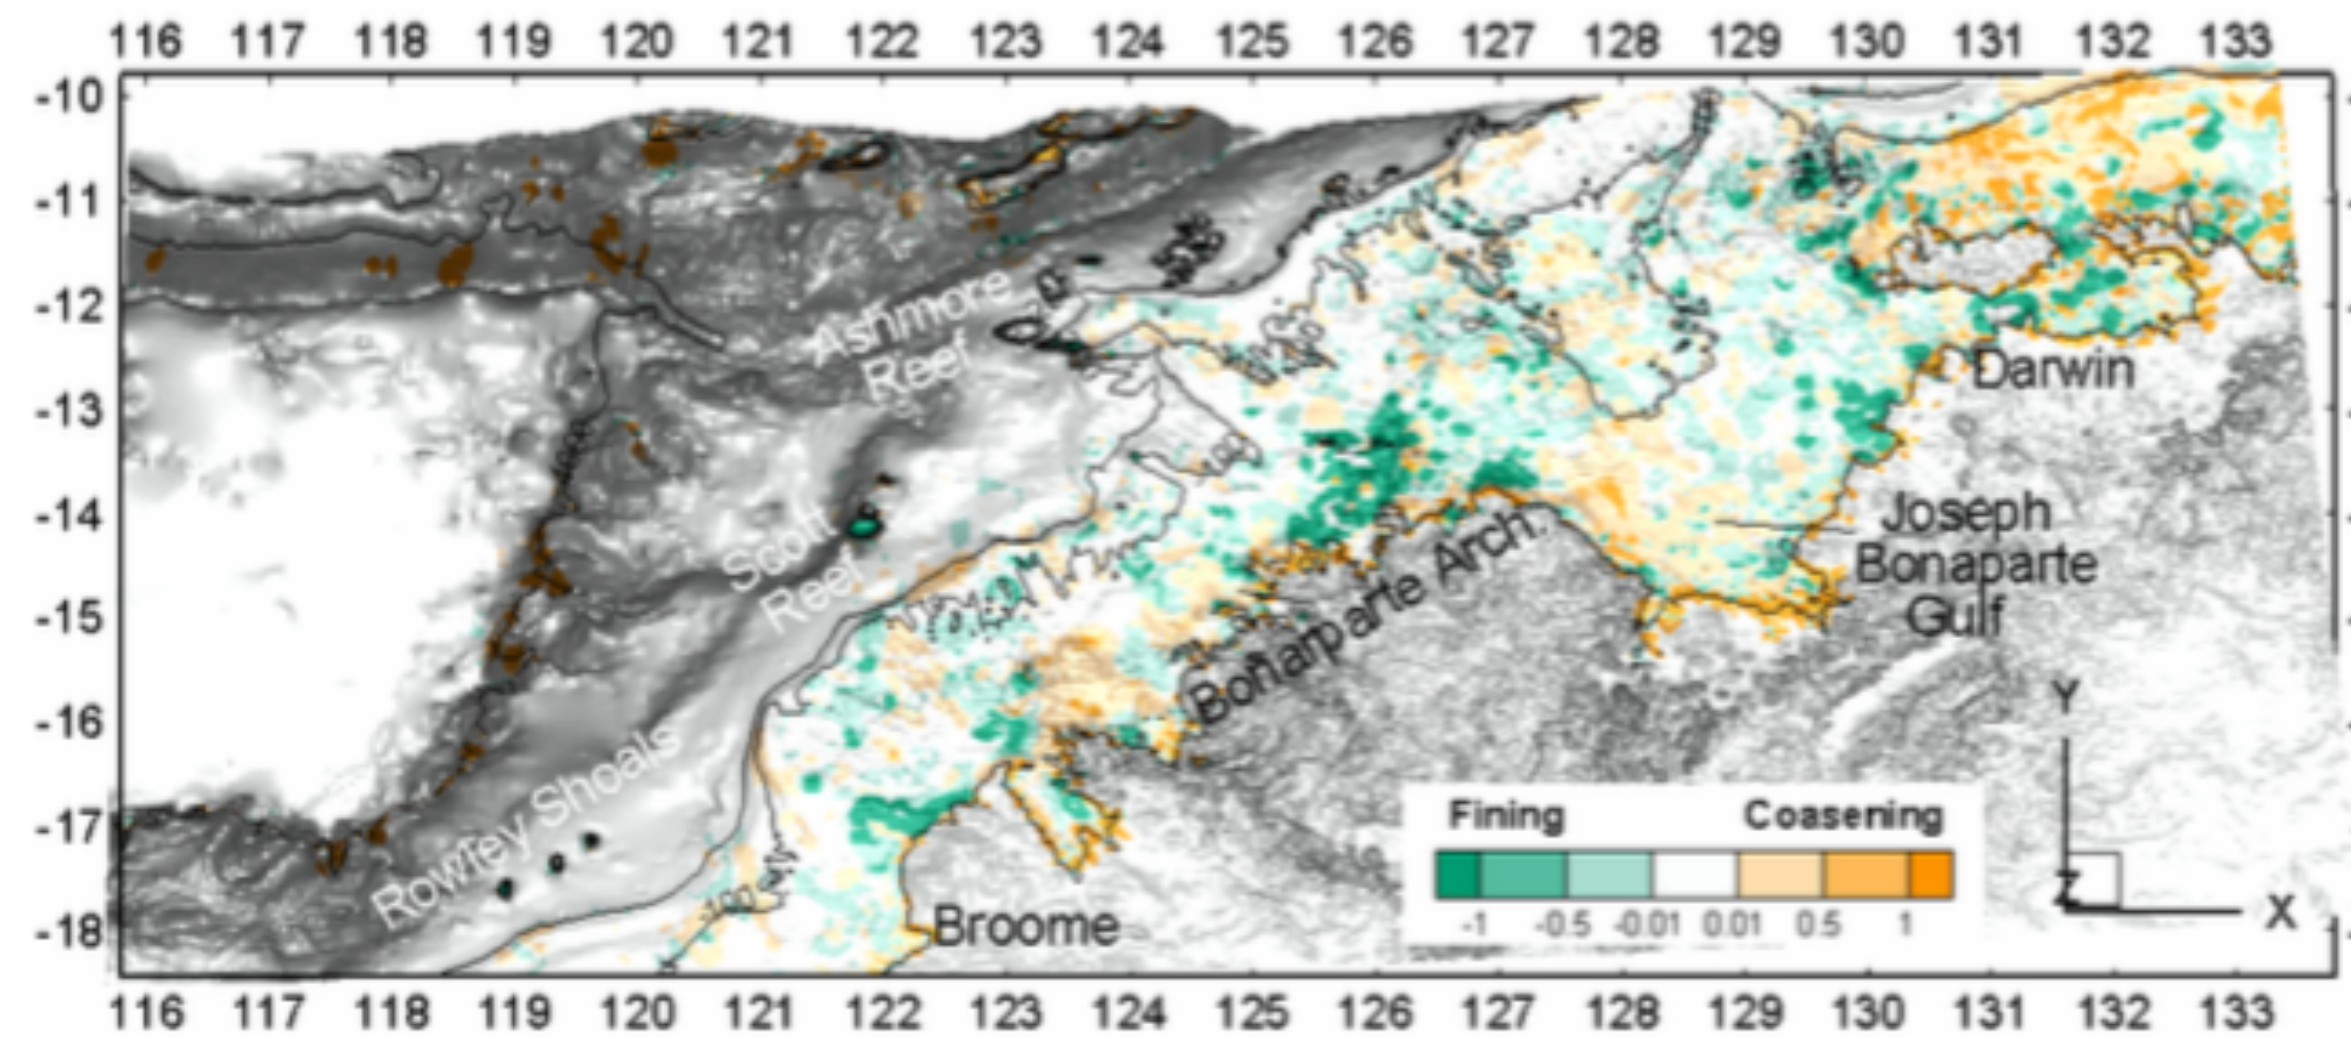 116 117 118 119 120 121 122 123 124 125 126 127 128 129 130 131 132 133
-10
-11
-12
-13
-14
-15
-16
-17
-18
Ashmore
Reef
Scott
Reef
Rowley Shoals
Darwin
Joseph
Bonaparte
Gulf
Bonarparte Arch.
Broome
-100
-100
Fining Coasening
-1 -0.5 -0.01 0.01 0.5 1
Y
Z
X
116 117 118 119 120 121 122 123 124 125 126 127 128 129 130 131 132 133